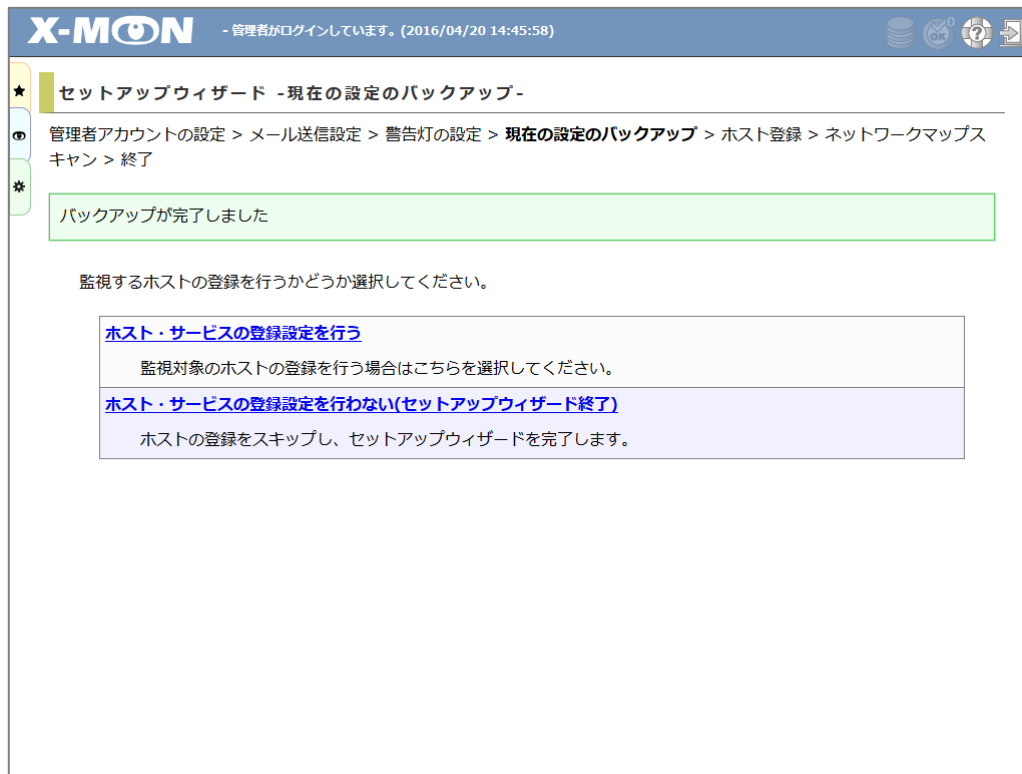 X-MON - 管理者がログインしています。(2016/04/20 14:45:58)
OK 0 ?
セットアップウィザード -現在の設定のバックアップ-
管理者アカウントの設定 > メール送信設定 > 警告灯の設定 > 現在の設定のバックアップ > ホスト登録 > ネットワークマップス
キャン > 終了
バックアップが完了しました
監視するホストの登録を行うかどうか選択してください。
ホスト・サービスの登録設定を行う
監視対象のホストの登録を行う場合はこちらを選択してください。
ホスト・サービスの登録設定を行わない(セットアップウィザード終了)
ホストの登録をスキップし、セットアップウィザードを完了します。